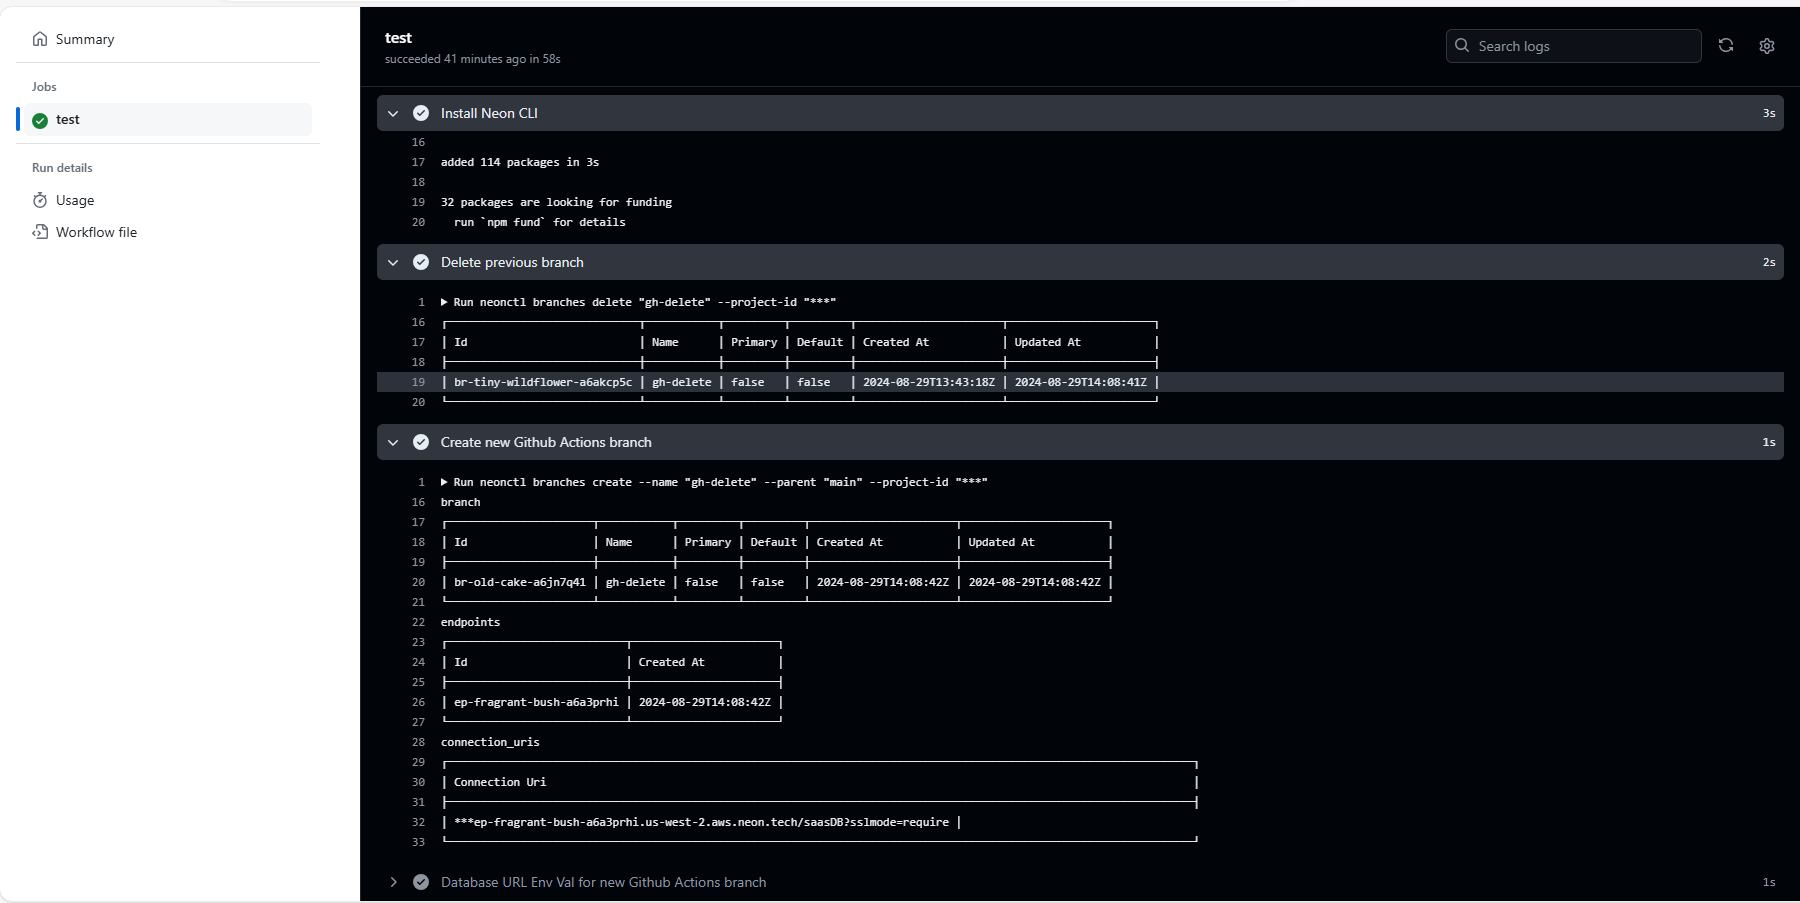 Summary
Jobs
test
Run details
Usage
Workflow file
test
succeeded 41 minutes ago in 58s
Search logs
Install Neon CLI 3s
16
17 added 114 packages in 3s
18
19 32 packages are looking for funding
20 run `npm fund` for details
Delete previous branch 2s
1 Run neonctl branches delete "gh-delete" --project-id "***"
16
17 | Id | Name | Primary | Default | Created At | Updated At |
18
19 | br-tiny-wildflower-a6akcp5c | gh-delete | false | false | 2024-08-29T13:43:18Z | 2024-08-29T14:08:41Z |
20
Create new Github Actions branch 1s
1 Run neonctl branches create --name "gh-delete" --parent "main" --project-id "***"
16 branch
17
18 | Id | Name | Primary | Default | Created At | Updated At |
19
20 | br-old-cake-a6jn7q41 | gh-delete | false | false | 2024-08-29T14:08:42Z | 2024-08-29T14:08:42Z |
21
22 endpoints
23
24 | Id | Created At |
25
26 | ep-fragrant-bush-a6a3prhi | 2024-08-29T14:08:42Z |
27
28 connection_uris
29
30 | Connection Uri |
31
32 | ***ep-fragrant-bush-a6a3prhi.us-west-2.aws.neon.tech/saasDB?sslmode=require |
33
Database URL Env Val for new Github Actions branch 1s